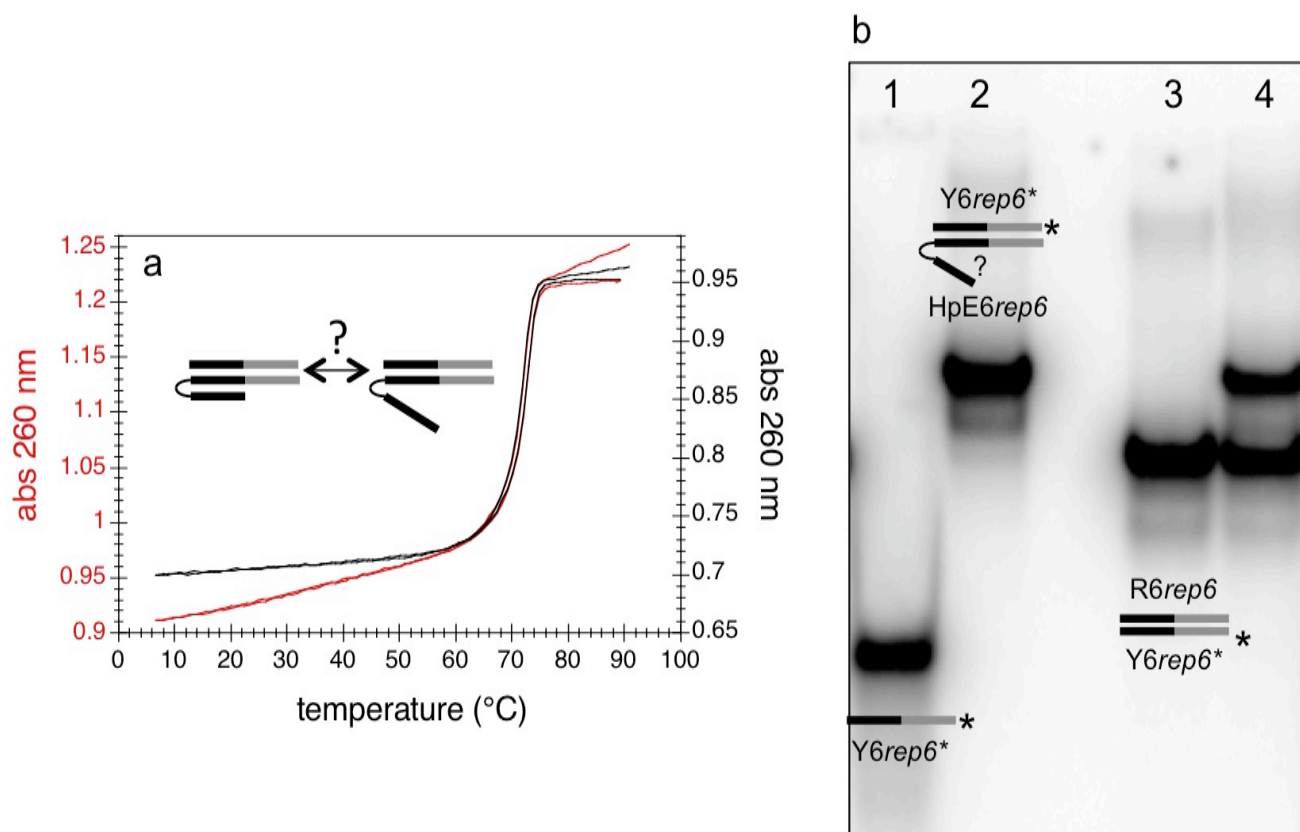 a
?
1.25
1.2
1.15
1.1
1.05
1
0.95
0.9
abs 260 nm
0.95
0.9
0.85
0.8
0.75
0.7
0.65
abs 260 nm
0 10 20 30 40 50 60 70 80 90 100
temperature (°C)
b
1 2 3 4
Y6rep6*
*
?
HpE6rep6
*
Y6rep6*
R6rep6
*
Y6rep6*